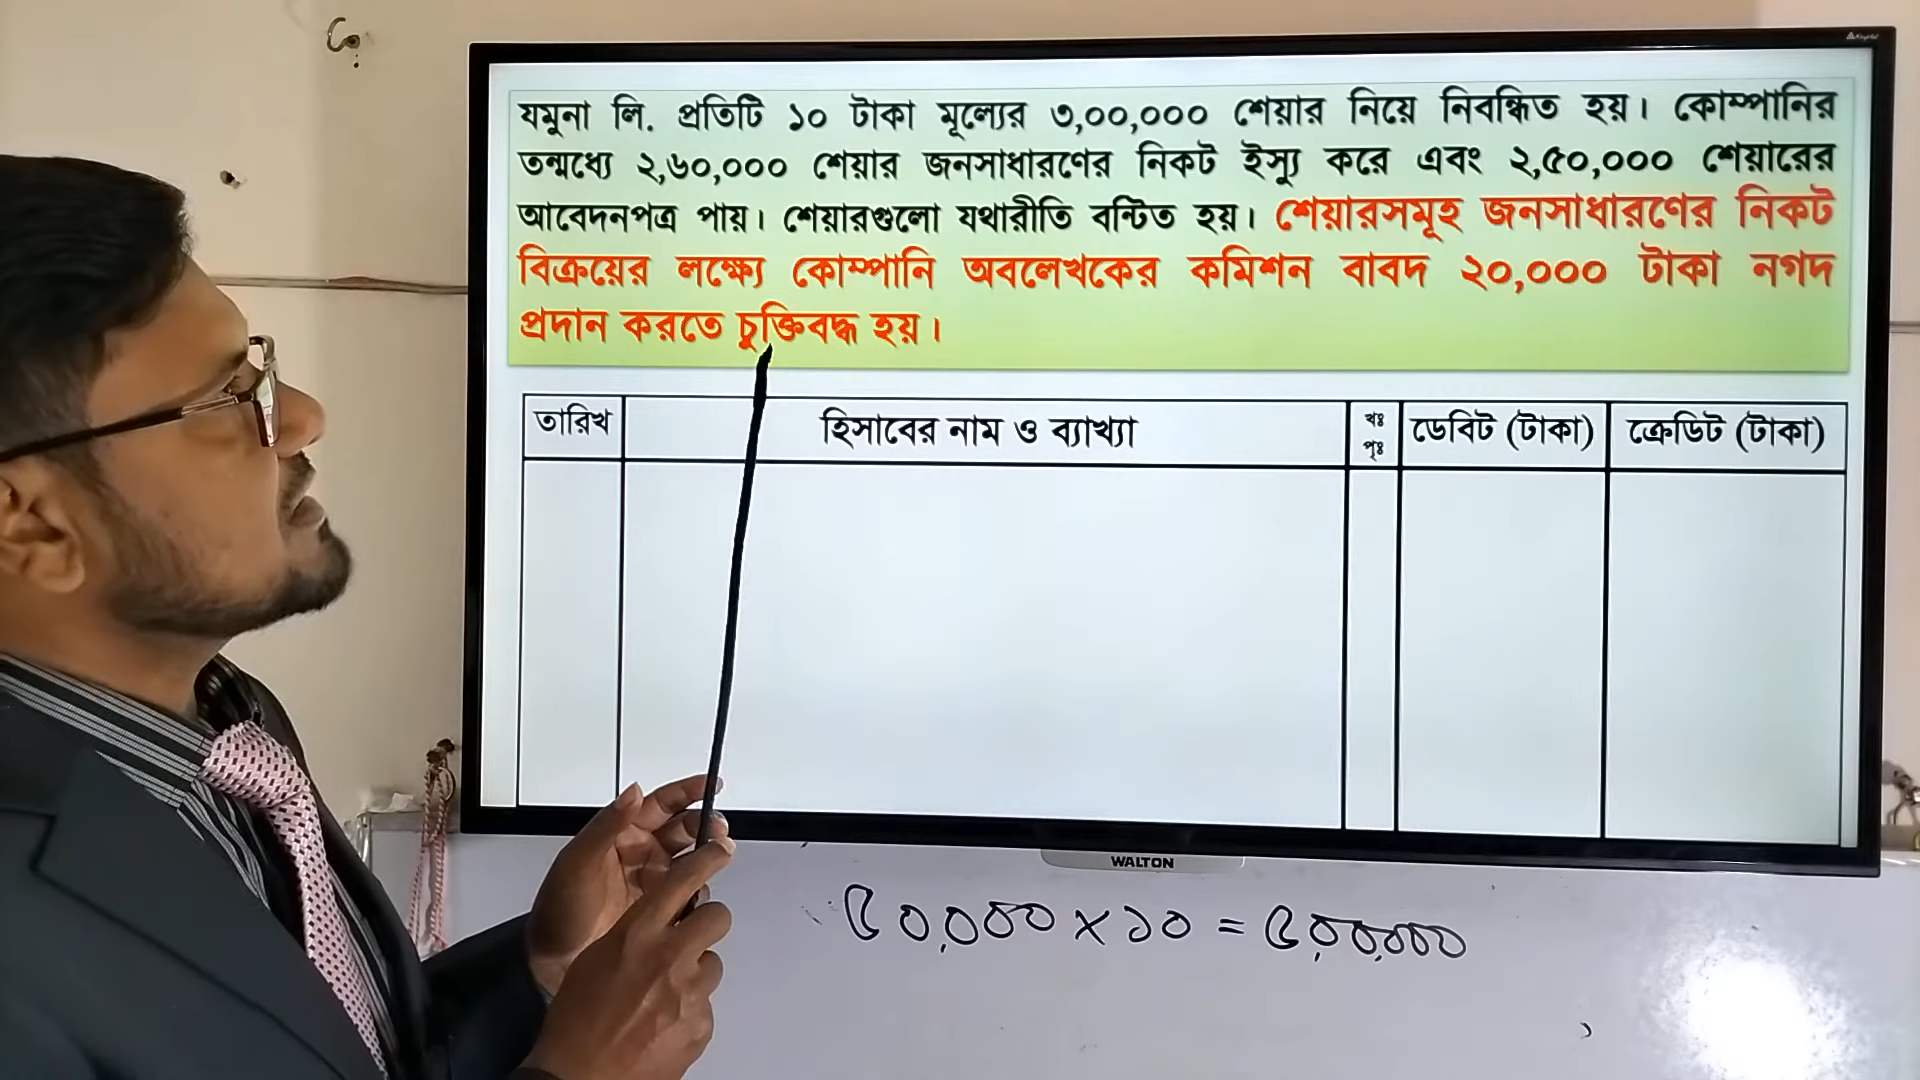 যমুনা লি. প্রতিটি ১০ টাকা মূল্যের ৩,০০,০০০ শেয়ার নিয়ে নিবন্ধিত হয়। কোম্পানির
তন্মধ্যে ২,৬০,০০০ শেয়ার জনসাধারণের নিকট ইস্যু করে এবং ২,৫০,০০০ শেয়ারের
আবেদনপত্র পায়। শেয়ারগুলো যথারীতি বন্টিত হয়। শেয়ারসমূহ জনসাধারণের নিকট
বিক্রয়ের লক্ষ্যে কোম্পানি অবলেখকের কমিশন বাবদ ২০,০০০ টাকা নগদ
প্রদান করতে চুক্তিবদ্ধ হয়।
তারিখ হিসাবের নাম ও ব্যাখ্যা খঃ পৃঃ ডেবিট (টাকা) ক্রেডিট (টাকা)
WALTON
৫০,০০০ × ১০ = ৫,০০,০০০